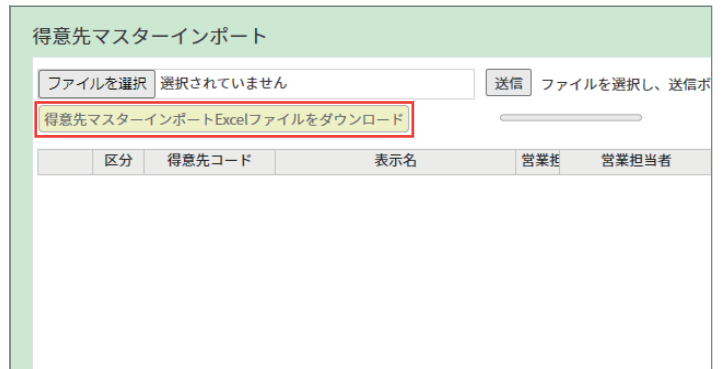 得意先マスターインポート
ファイルを選択 選択されていません 送信 ファイルを選択し、送信ボ
得意先マスターインポートExcelファイルをダウンロード
区分 得意先コード 表示名 営業担 営業担当者